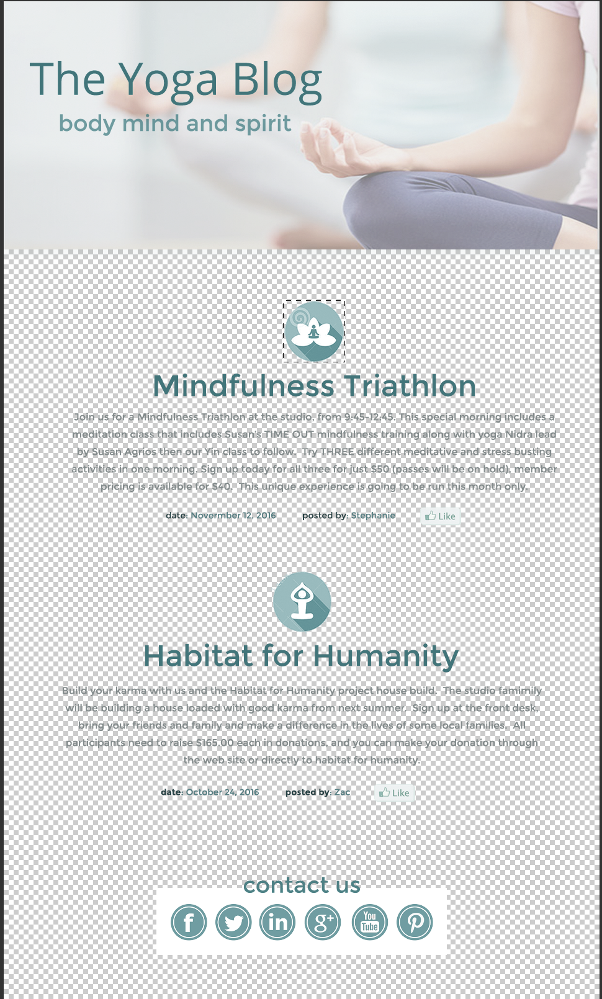 The Yoga Blog
body mind and spirit
Mindfulness Triathlon
Join us for a Mindfulness Triathlon at the studio, from 9:45-12:45. This special morning includes a
meditation class that includes Susan's TIME OUT mindfulness training along with yoga Nidra lead
by Susan Agrios then our Yin class to follow.  Try THREE different meditative and stress busting
activities in one morning. Sign up today for all three for just $50 (passes will be on hold), member
pricing is available for $40.  This unique experience is going to be run this month only.
date: Novermber 12, 2016 posted by: Stephanie Like
Habitat for Humanity
Build your karma with us and the Habitat for Humanity project house build.  The studio famimily
will be building a house loaded with good karma from next summer.  Sign up at the front desk,
bring your friends and family and make a difference in the lives of some local families.  All
participants need to raise $165.00 each in donations, and you can make your donation through
the web site or directly to habitat for humanity.
date: October 24, 2016 posted by: Zac Like
contact us
f in g+ You Tube P